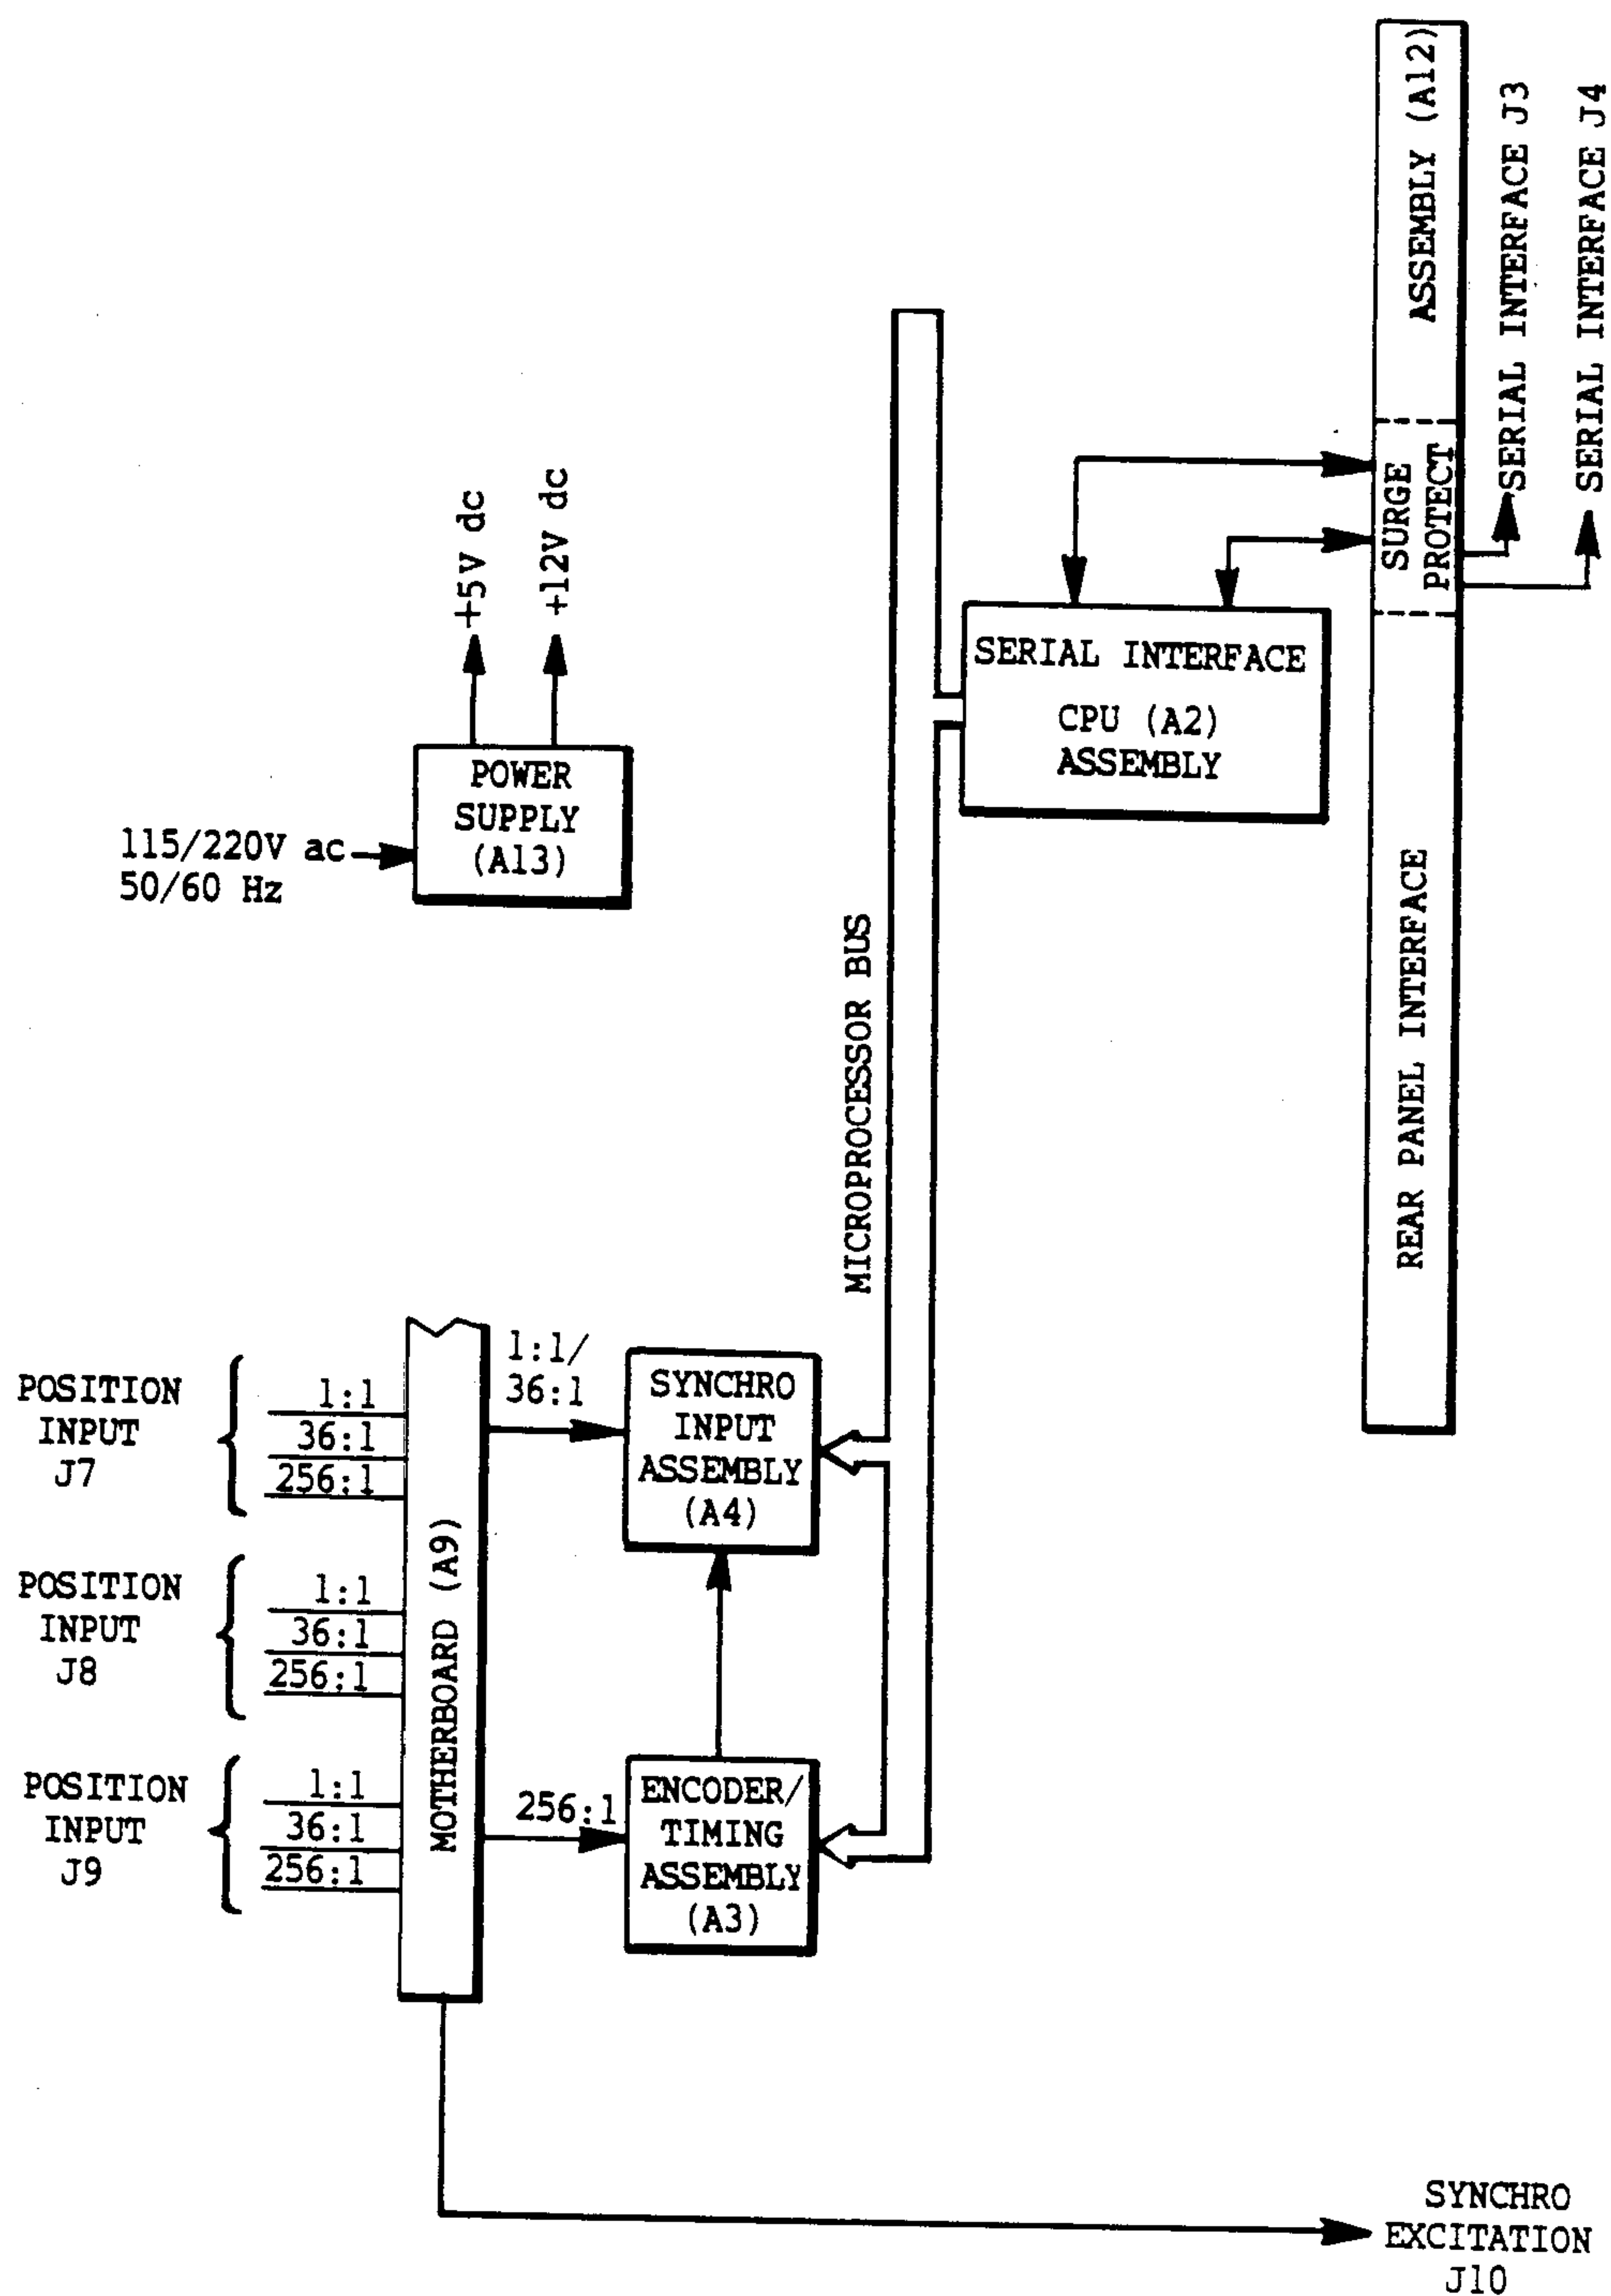 ASSEMBLY (A12)
SURGE
PROTECT
REAR PANEL INTERFACE
SERIAL INTERFACE J3
SERIAL INTERFACE J4
+5V dc
+12V dc
POWER
SUPPLY
(A13)
115/220V ac
50/60 Hz
SERIAL INTERFACE
CPU (A2)
ASSEMBLY
MICROPROCESSOR BUS
POSITION
INPUT
J7
1:1
36:1
256:1
POSITION
INPUT
J8
1:1
36:1
256:1
POSITION
INPUT
J9
1:1
36:1
256:1
MOTHERBOARD (A9)
1:1/
36:1
SYNCHRO
INPUT
ASSEMBLY
(A4)
256:1
ENCODER/
TIMING
ASSEMBLY
(A3)
SYNCHRO
EXCITATION
J10